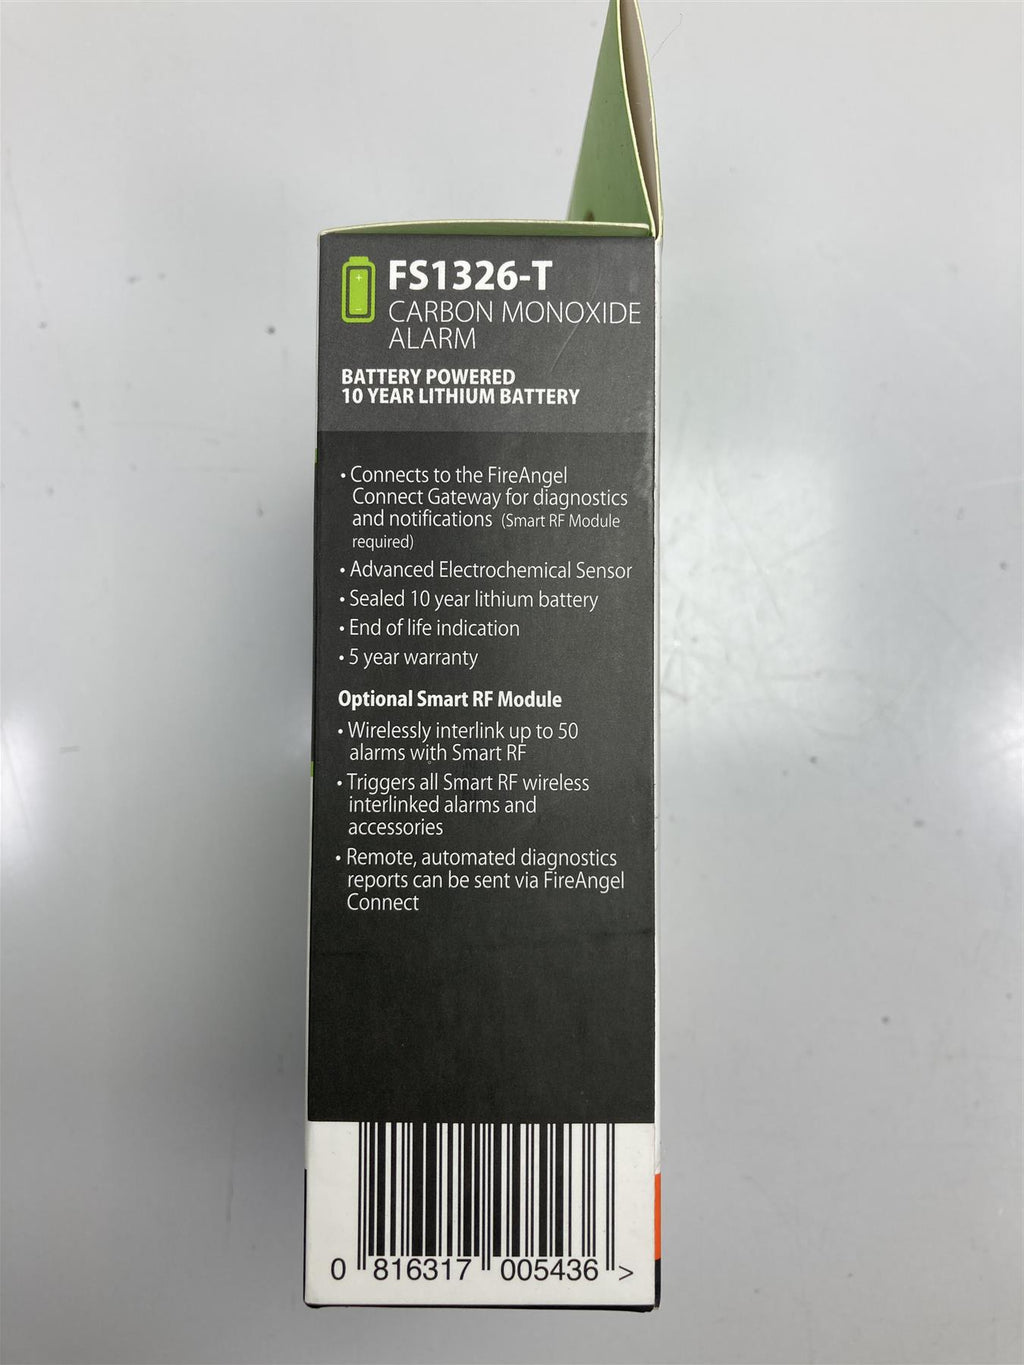 FS1326-T
CARBON MONOXIDE
ALARM
BATTERY POWERED
10 YEAR LITHIUM BATTERY
• Connects to the FireAngel
Connect Gateway for diagnostics
and notifications (Smart RF Module
required)
• Advanced Electrochemical Sensor
• Sealed 10 year lithium battery
• End of life indication
• 5 year warranty
Optional Smart RF Module
• Wirelessly interlink up to 50
alarms with Smart RF
• Triggers all Smart RF wireless
interlinked alarms and
accessories
• Remote, automated diagnostics
reports can be sent via FireAngel
Connect
0 816317 005436 >